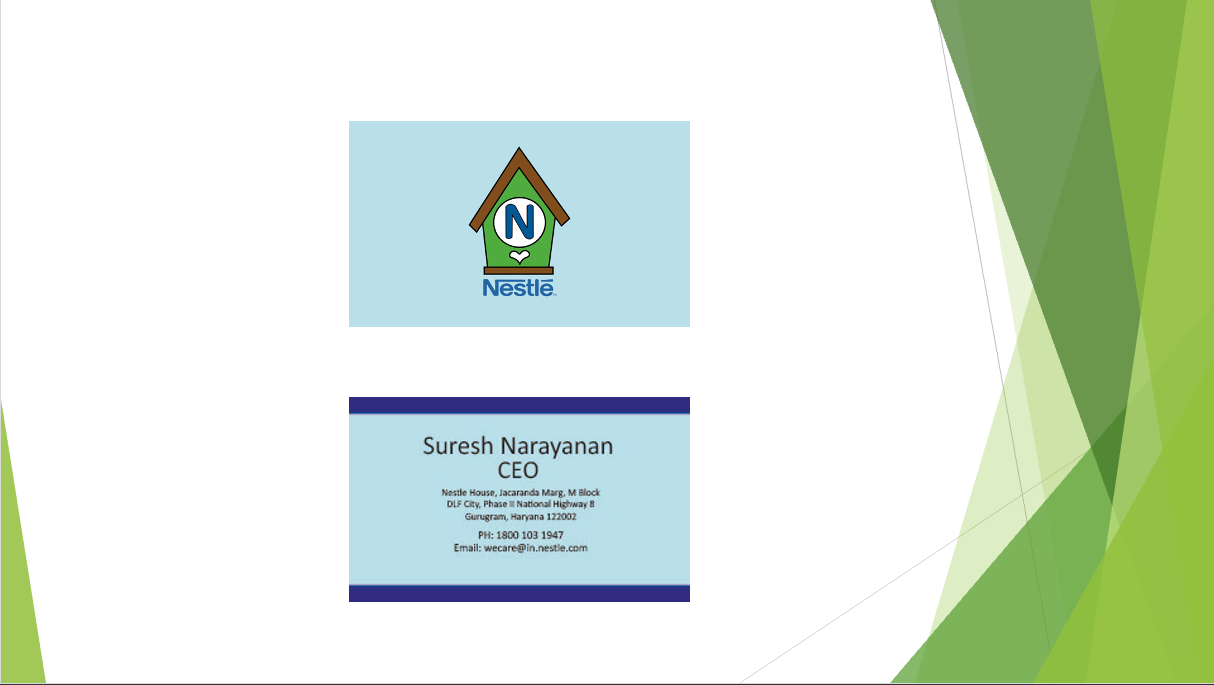 N
Nestlē
Suresh Narayanan
CEO
Nestle House, Jacaranda Marg, M Block
DLF City, Phase II National Highway 8
Gurugram, Haryana 122002
PH: 1800 103 1947
Email: wecare@in.nestle.com